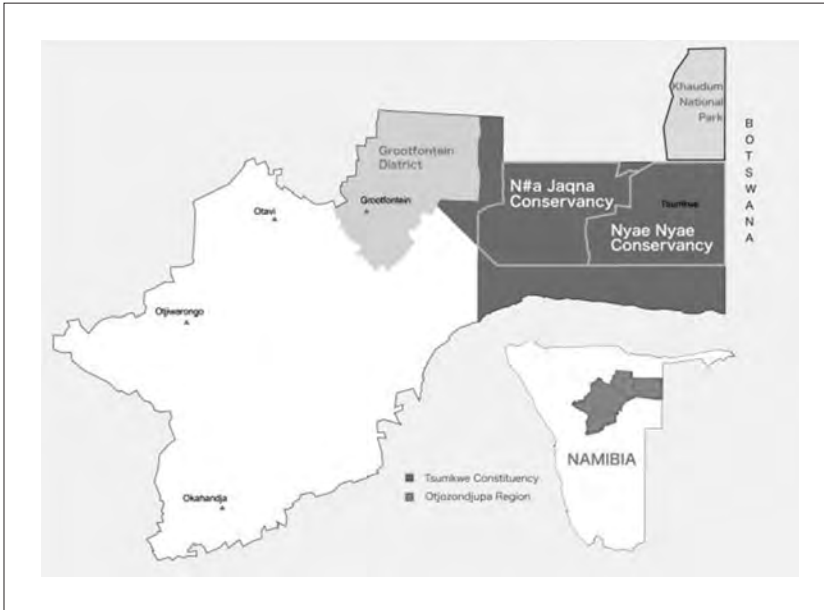 Khaudum
National
Park
BOTSWANA
Grootfontein
District
Grootfontein
N#a Jaqna
Conservancy
Tsumkwe
Nyae Nyae
Conservancy
Otavi
Otjiwarongo
Okahandja
NAMIBIA
Tsumkwe Constituency
Otjozondjupa Region